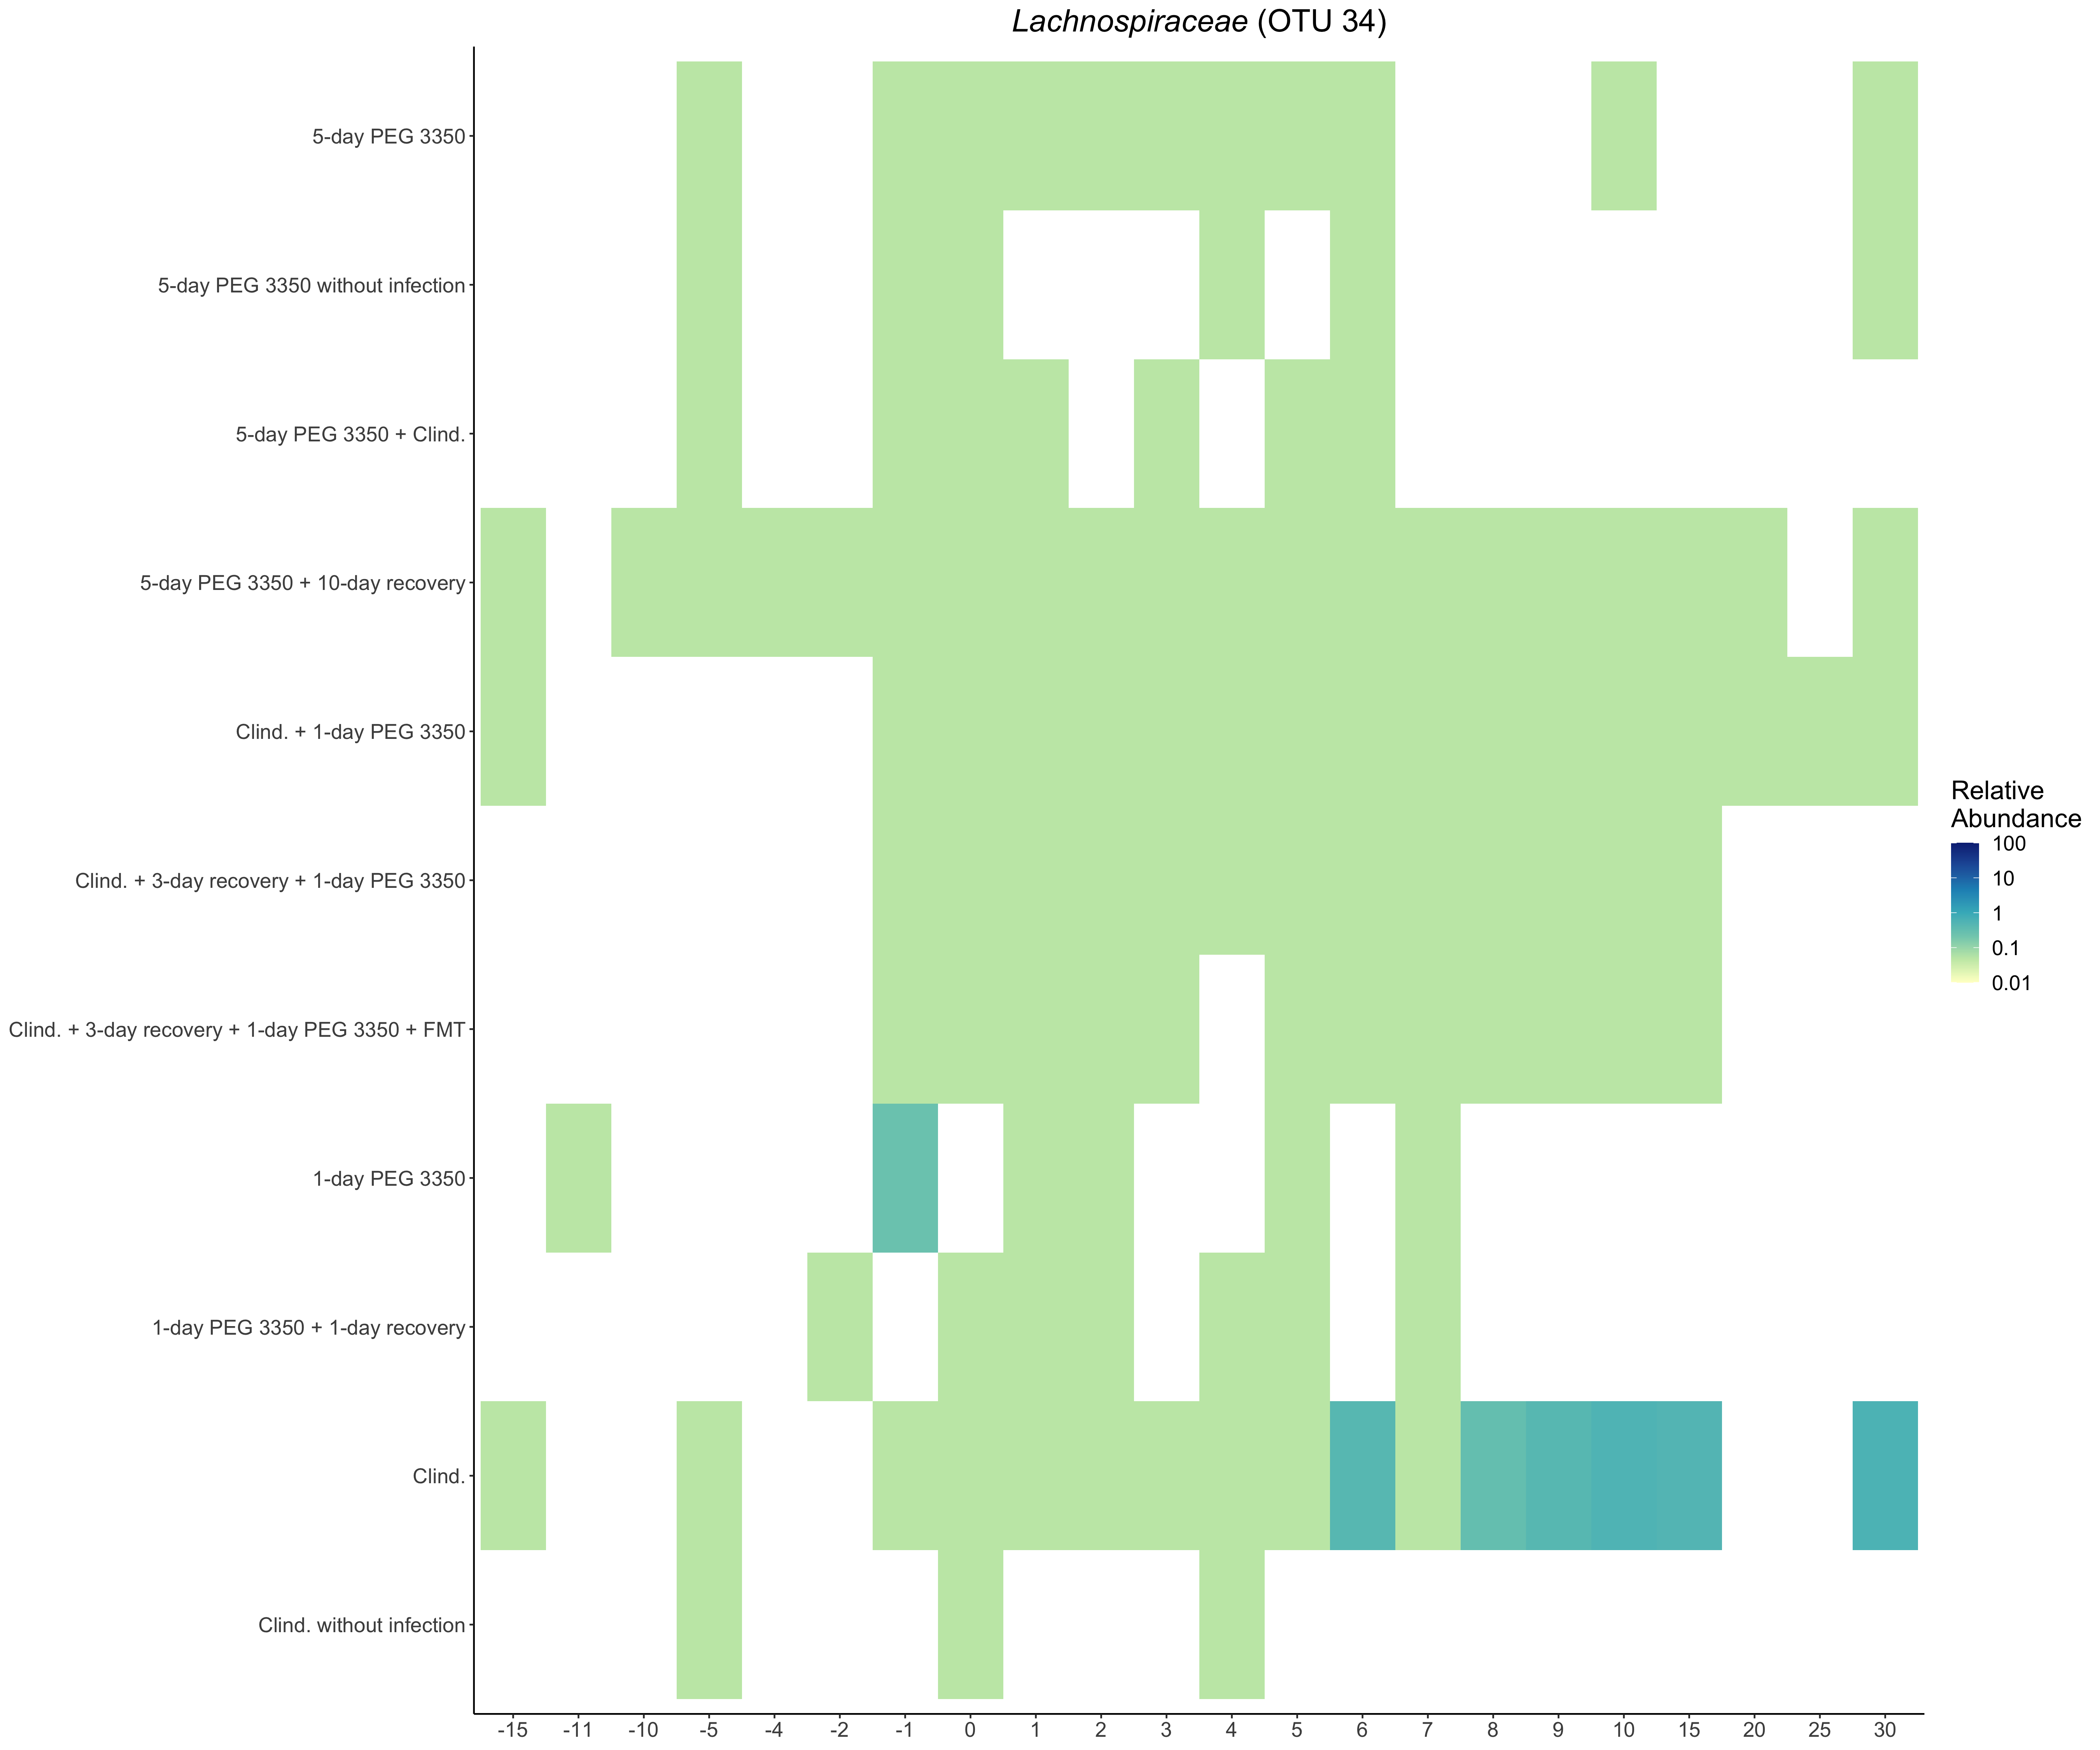 Lachnospiraceae (OTU 34)
5-day PEG 3350
5-day PEG 3350 without infection
5-day PEG 3350 + Clind.
5-day PEG 3350 + 10-day recovery
Clind. + 1-day PEG 3350
Clind. + 3-day recovery + 1-day PEG 3350
Clind. + 3-day recovery + 1-day PEG 3350 + FMT
1-day PEG 3350
1-day PEG 3350 + 1-day recovery
Clind.
Clind. without infection
-15 -11 -10 -5 -4 -2 -1 0 1 2 3 4 5 6 7 8 9 10 15 20 25 30
Relative
Abundance
100
10
1
0.1
0.01